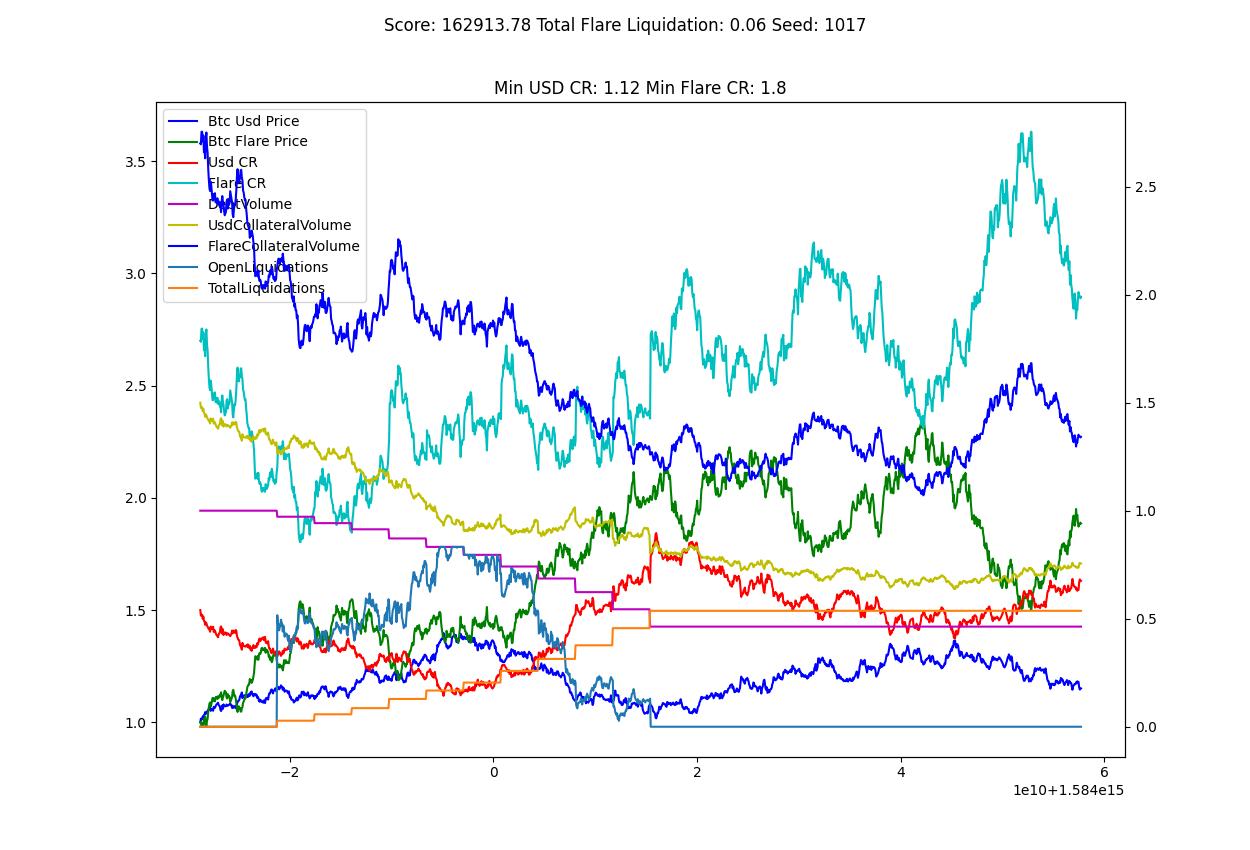 Score: 162913.78 Total Flare Liquidation: 0.06 Seed: 1017
Min USD CR: 1.12 Min Flare CR: 1.8
Btc Usd Price
Btc Flare Price
Usd CR
Flare CR
DebtVolume
UsdCollateralVolume
FlareCollateralVolume
OpenLiquidations
TotalLiquidations
3.5
3.0
2.5
2.0
1.5
1.0
2.5
2.0
1.5
1.0
0.5
0.0
−2 0 2 4 6
1e10+1.584e15